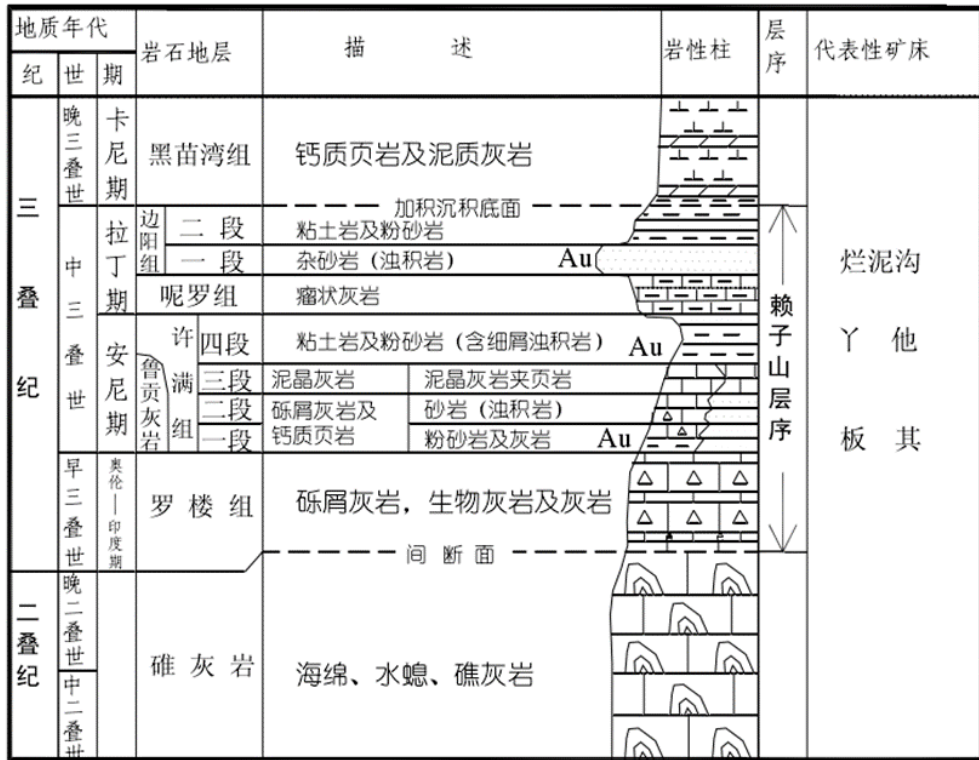 地质年代
岩石地层
描 述
岩性柱
层序
代表性矿床
纪 世 期
三叠纪
晚三叠世
卡尼期
黑苗湾组
钙质页岩及泥质灰岩
加积沉积底面
中三叠世
拉丁期
边阳组
二段
粘土岩及粉砂岩
一段
杂砂岩（浊积岩）
Au
呢罗组
瘤状灰岩
安尼期
许满组
鲁贡灰岩
四段
粘土岩及粉砂岩（含细屑浊积岩）
Au
三段
泥晶灰岩
泥晶灰岩夹页岩
二段
砾屑灰岩及
钙质页岩
砂岩（浊积岩）
一段
粉砂岩及灰岩
Au
早三叠世
奥伦—印度期
罗楼组
砾屑灰岩，生物灰岩及灰岩
间断面
赖子山层序
烂泥沟
丫他
板其
二叠纪
晚二叠世
中二叠世
礁灰岩
海绵、水螅、礁灰岩